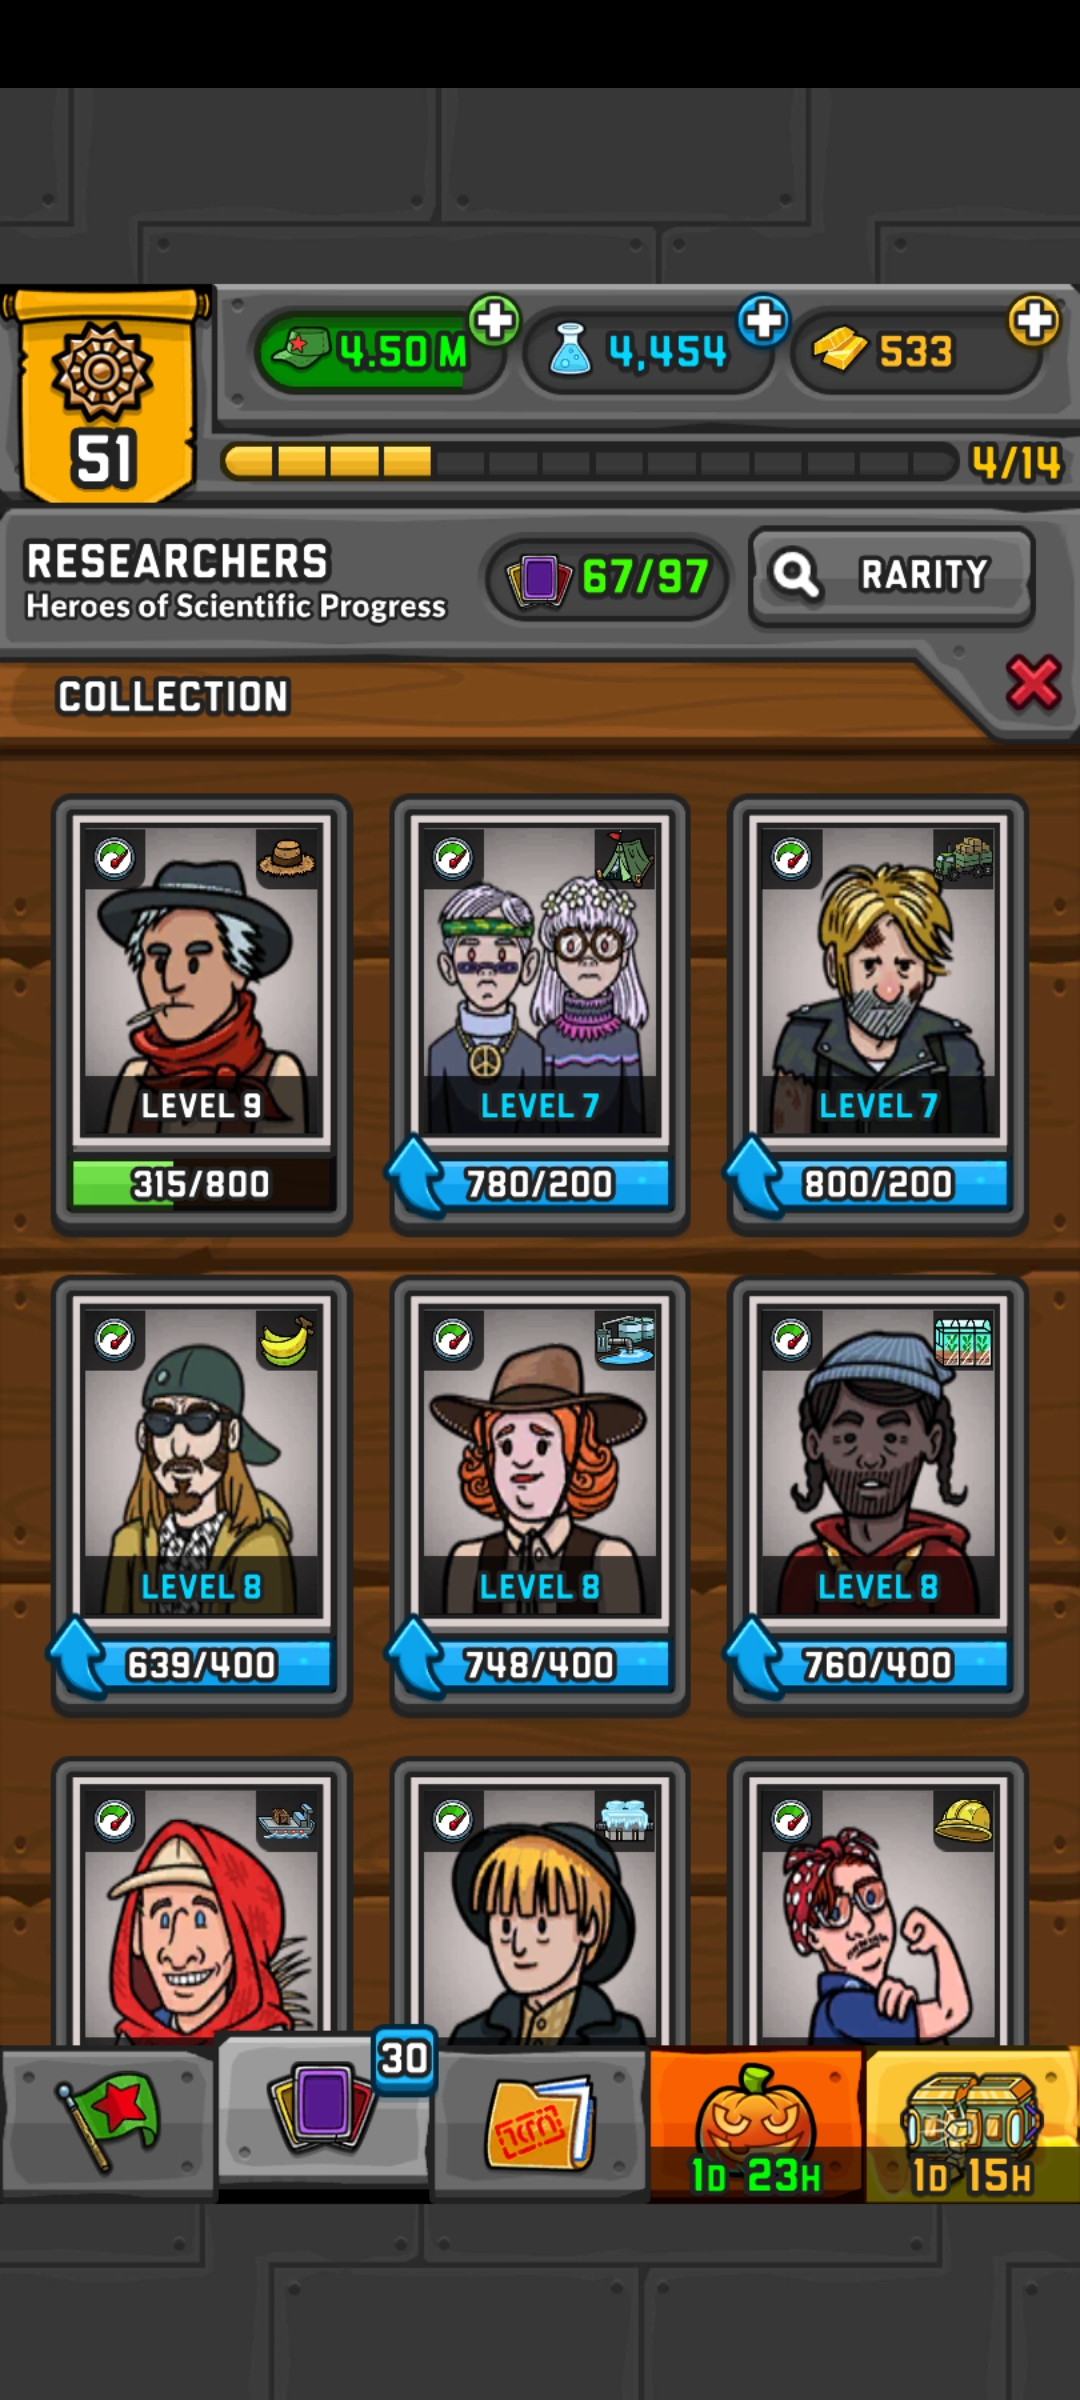 4.50 M
4,454
533
51
4/14
RESEARCHERS
Heroes of Scientific Progress
67/97
RARITY
COLLECTION
LEVEL 9
315/800
LEVEL 7
780/200
LEVEL 7
800/200
LEVEL 8
639/400
LEVEL 8
748/400
LEVEL 8
760/400
30
1D 23H
1D 15H